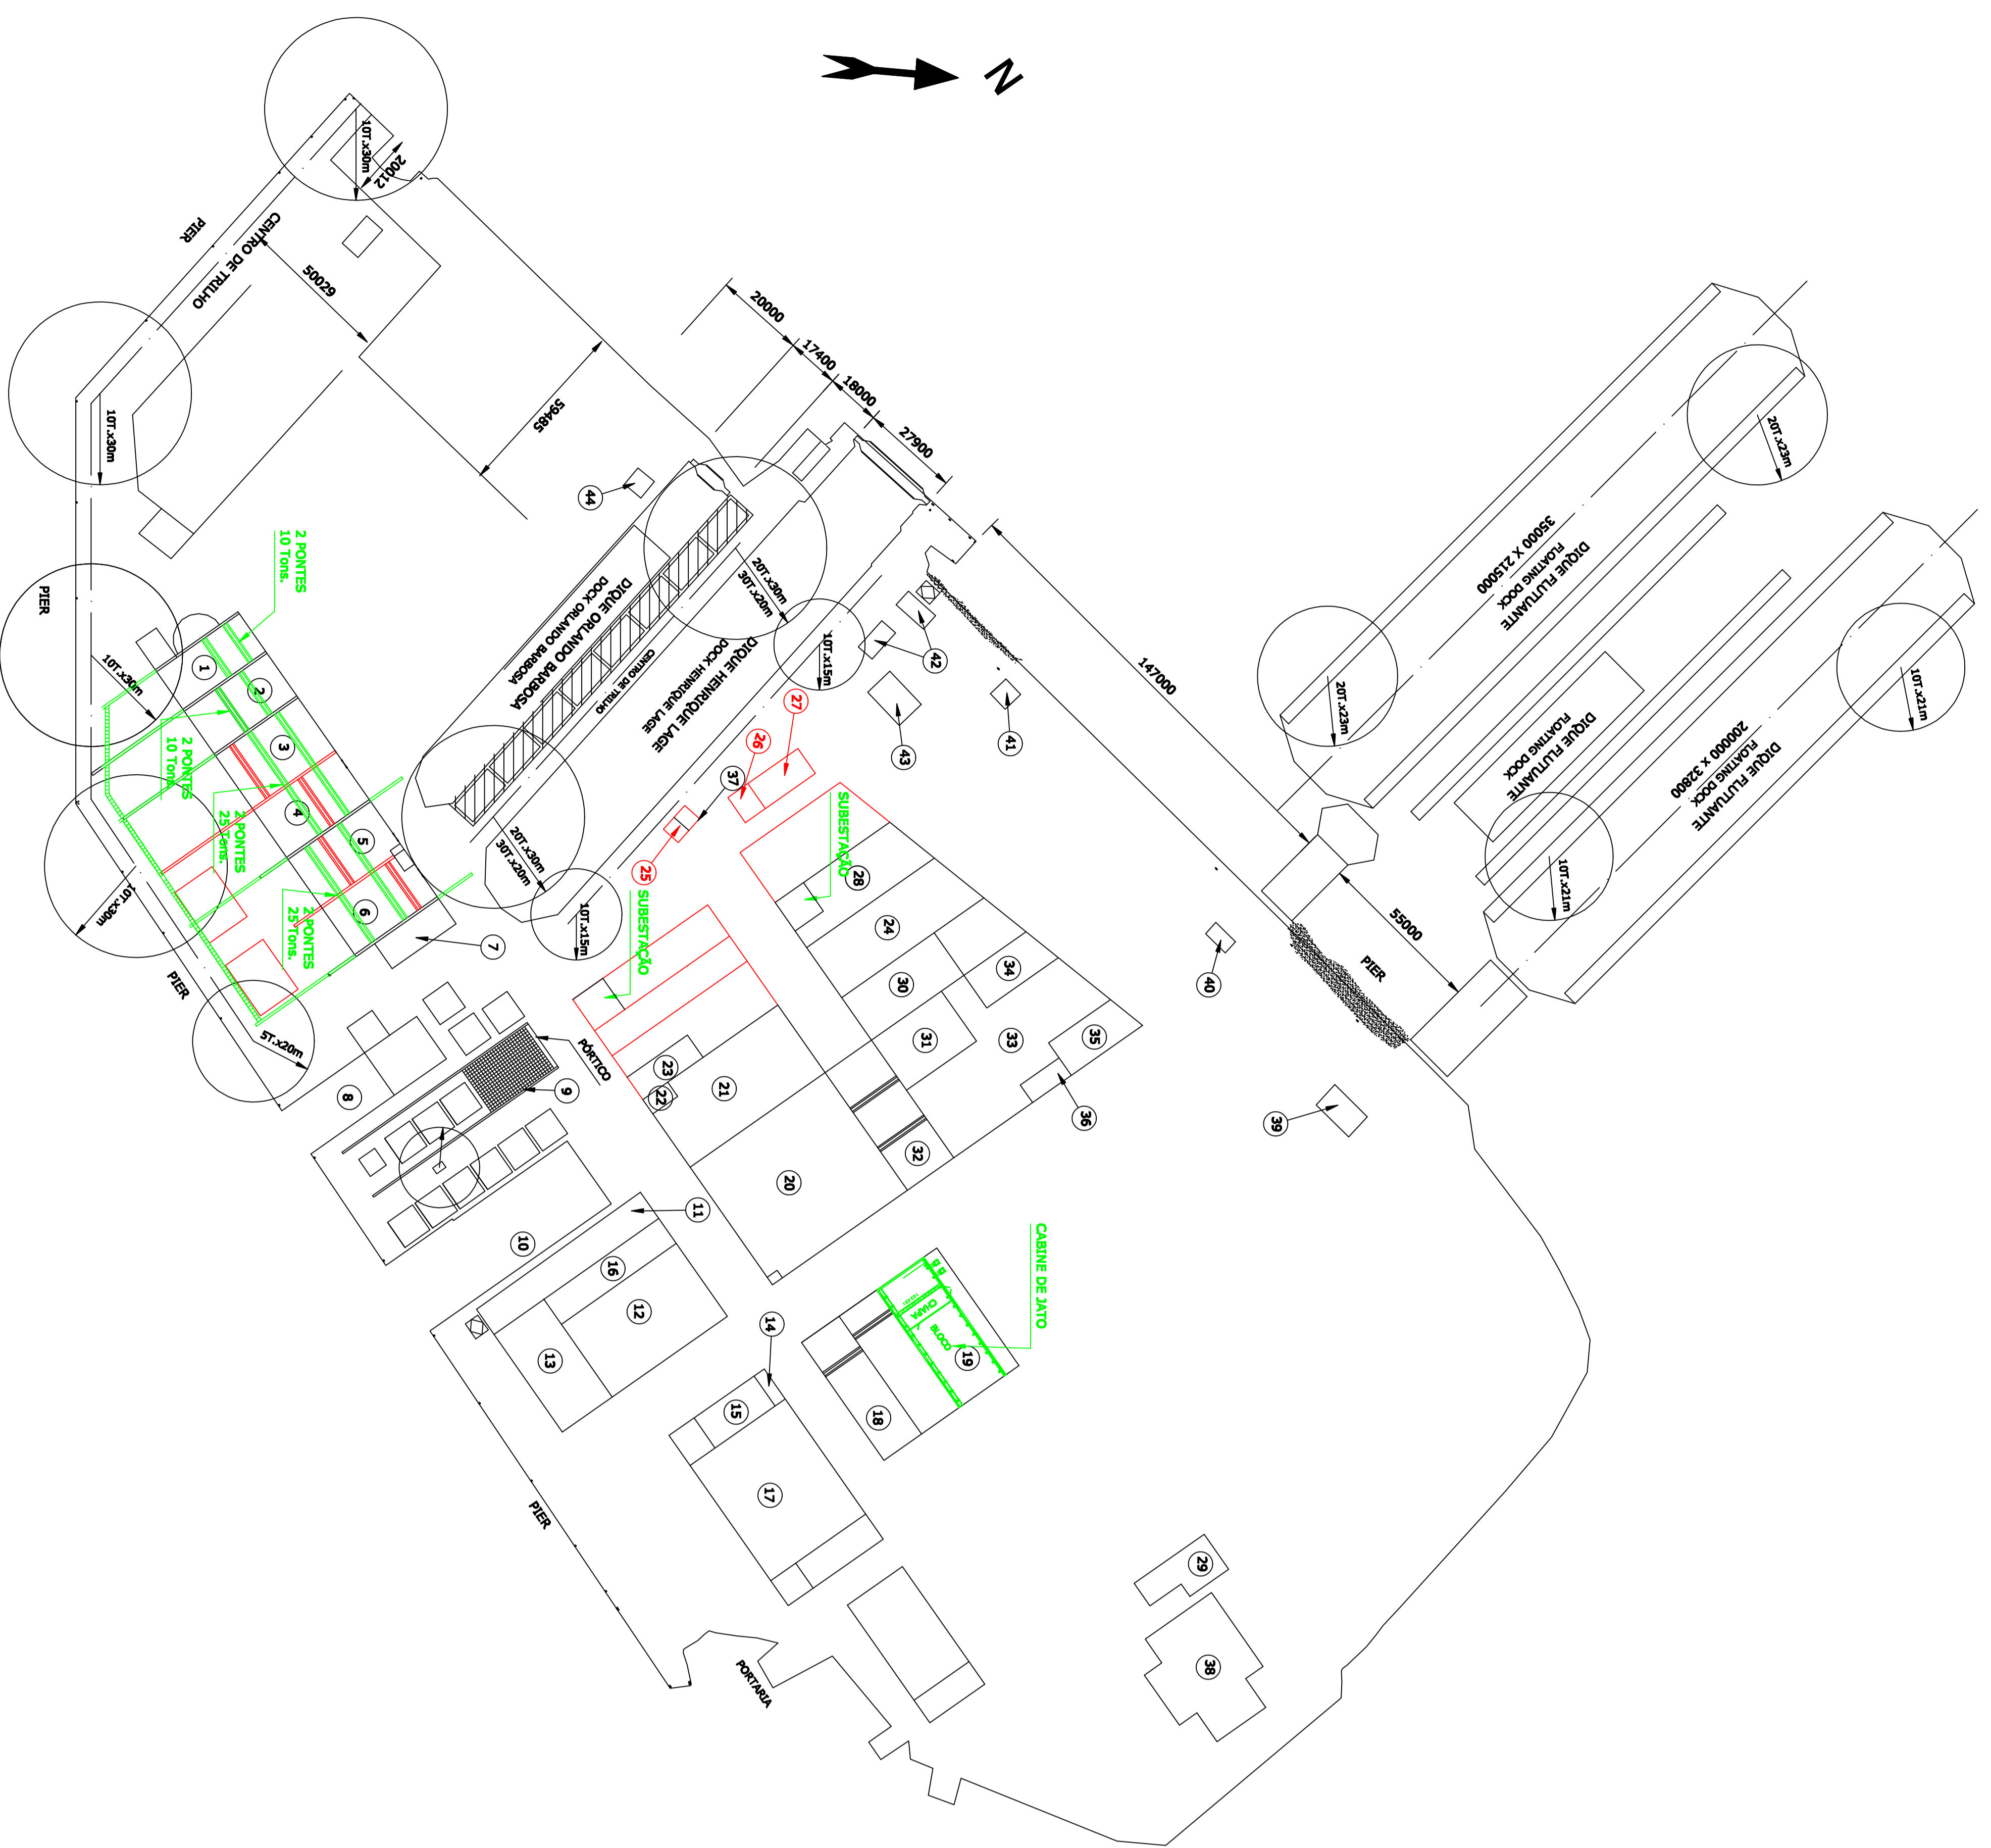 N
10T.x30m
20012
PIER
CENTRO DE TRILHO
50029
59485
10T.x30m
20000
17400
18000
27900
147000
55000
20T.x23m
DIQUE FLUTUANTE
FLOATING DOCK
35000 X 215000
20T.x23m
10T.x21m
DIQUE FLUTUANTE
FLOATING DOCK
DIQUE FLUTUANTE
FLOATING DOCK
200000 X 32800
10T.x21m
PIER
44
DIQUE ORLANDO BARBOSA
DOCK ORLANDO BARBOSA
CENTRO DE TRILHO
20T.x30m
30T.x20m
10T.x15m
DIQUE HENRIQUE LAGE
DOCK HENRIQUE LAGE
42
43
41
27
26
37
25
20T.x30m
30T.x20m
10T.x15m
2 PONTES
10 Tons.
PIER
10T.x30m
1
2
3
4
5
6
7
2 PONTES
10 Tons.
2 PONTES
25 Tons.
2 PONTES
25 Tons.
10T.x30m
PIER
5T.x20m
SUBESTAÇÃO
SUBESTAÇÃO
28
24
30
34
31
33
35
36
32
40
39
23
22
21
20
PÓRTICO
8
9
10
11
16
12
13
14
15
17
18
19
CABINE DE JATO
CHAPA
BLOCO
PIER
PORTARIA
29
38